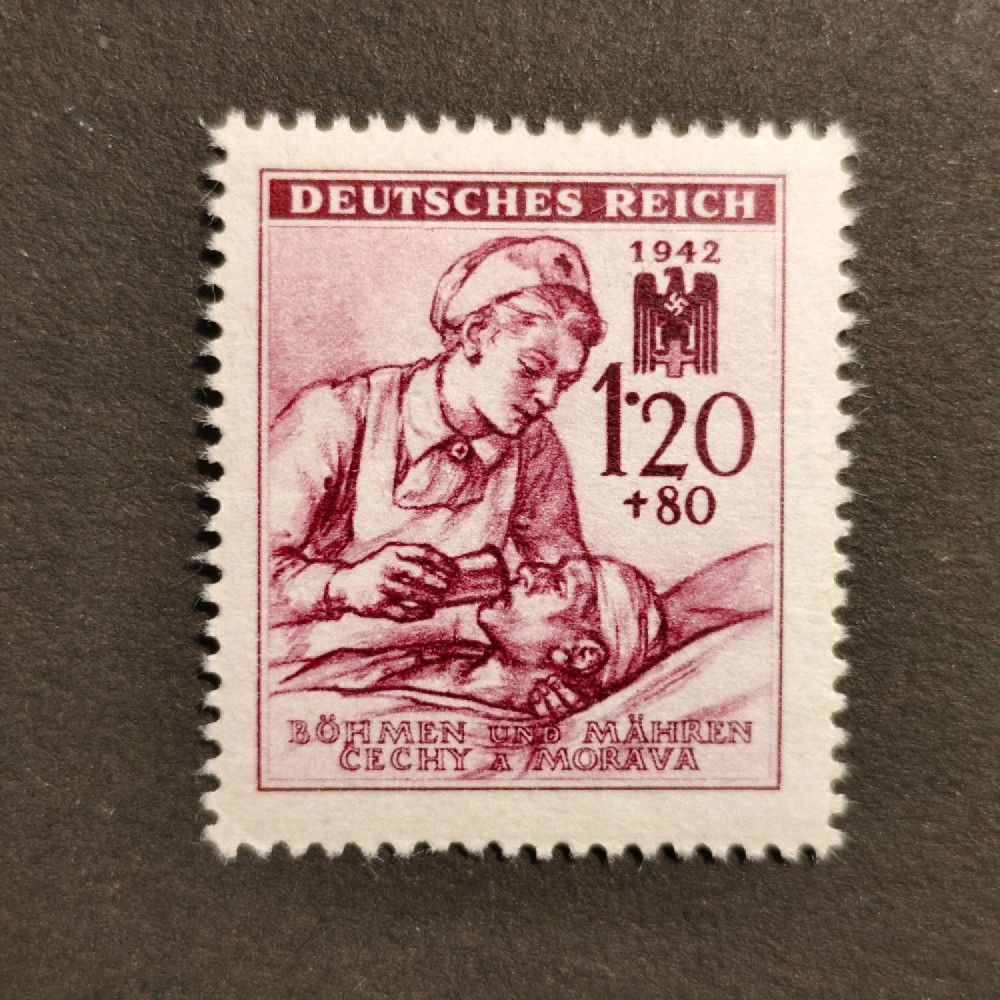 DEUTSCHES REICH
1942
1·20
+80
BÖHMEN UND MÄHREN
ČECHY A MORAVA